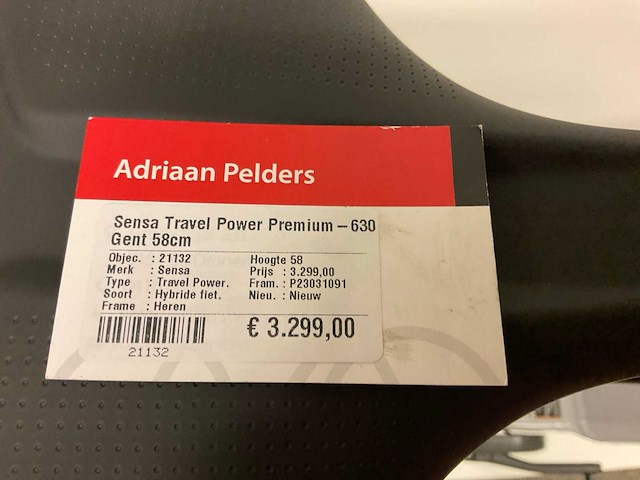 Adriaan Pelders
Sensa Travel Power Premium – 630
Gent 58cm
Objec. : 21132 Hoogte 58
Merk : Sensa Prijs : 3.299,00
Type : Travel Power. Fram. : P23031091
Soort : Hybride fiet. Nieu. : Nieuw
Frame : Heren
€ 3.299,00
21132